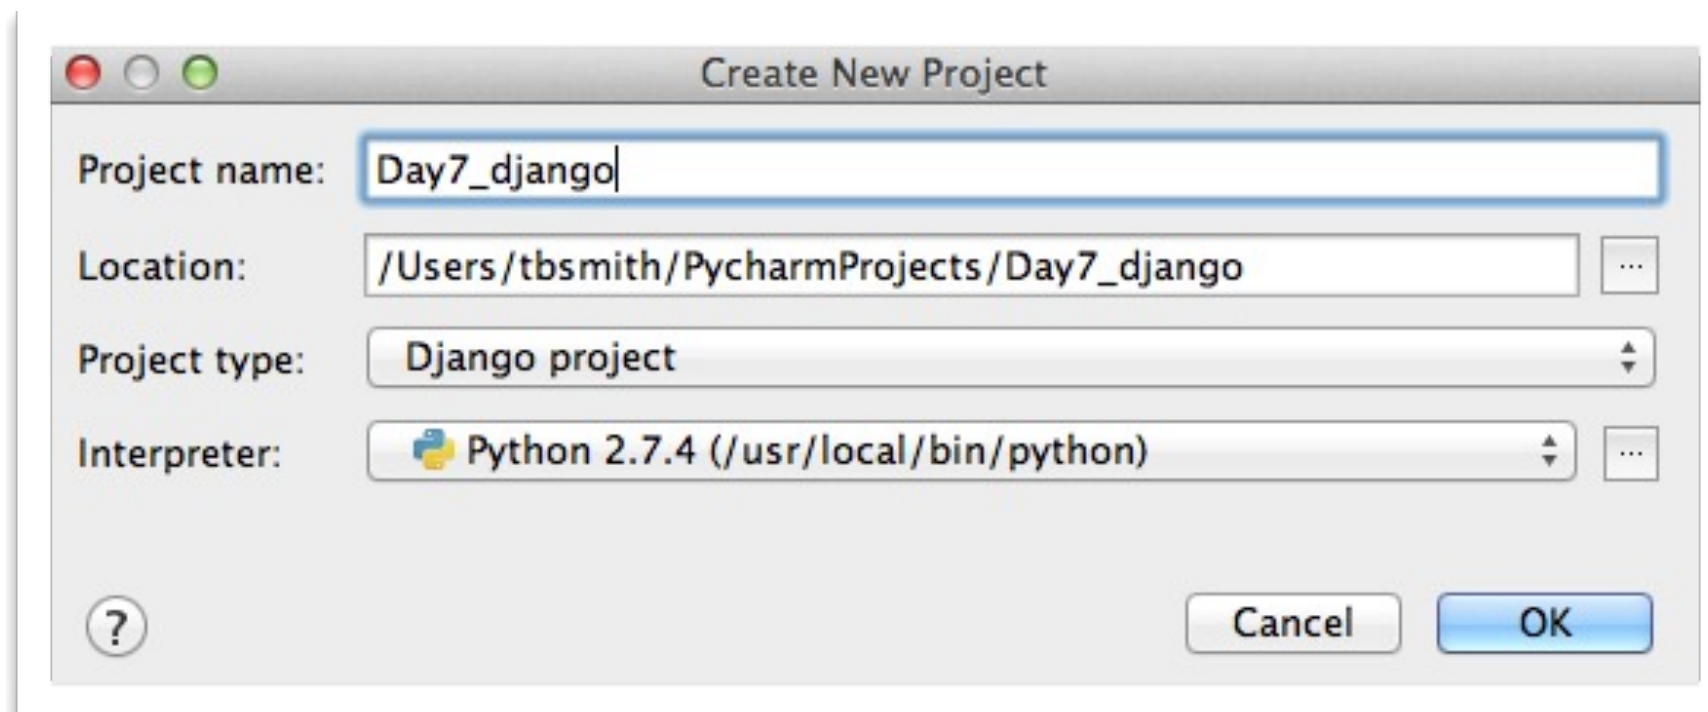 Create New Project
Project name: Day7_django
Location: /Users/tbsmith/PycharmProjects/Day7_django ...
Project type: Django project
Interpreter: Python 2.7.4 (/usr/local/bin/python) ...
? Cancel OK